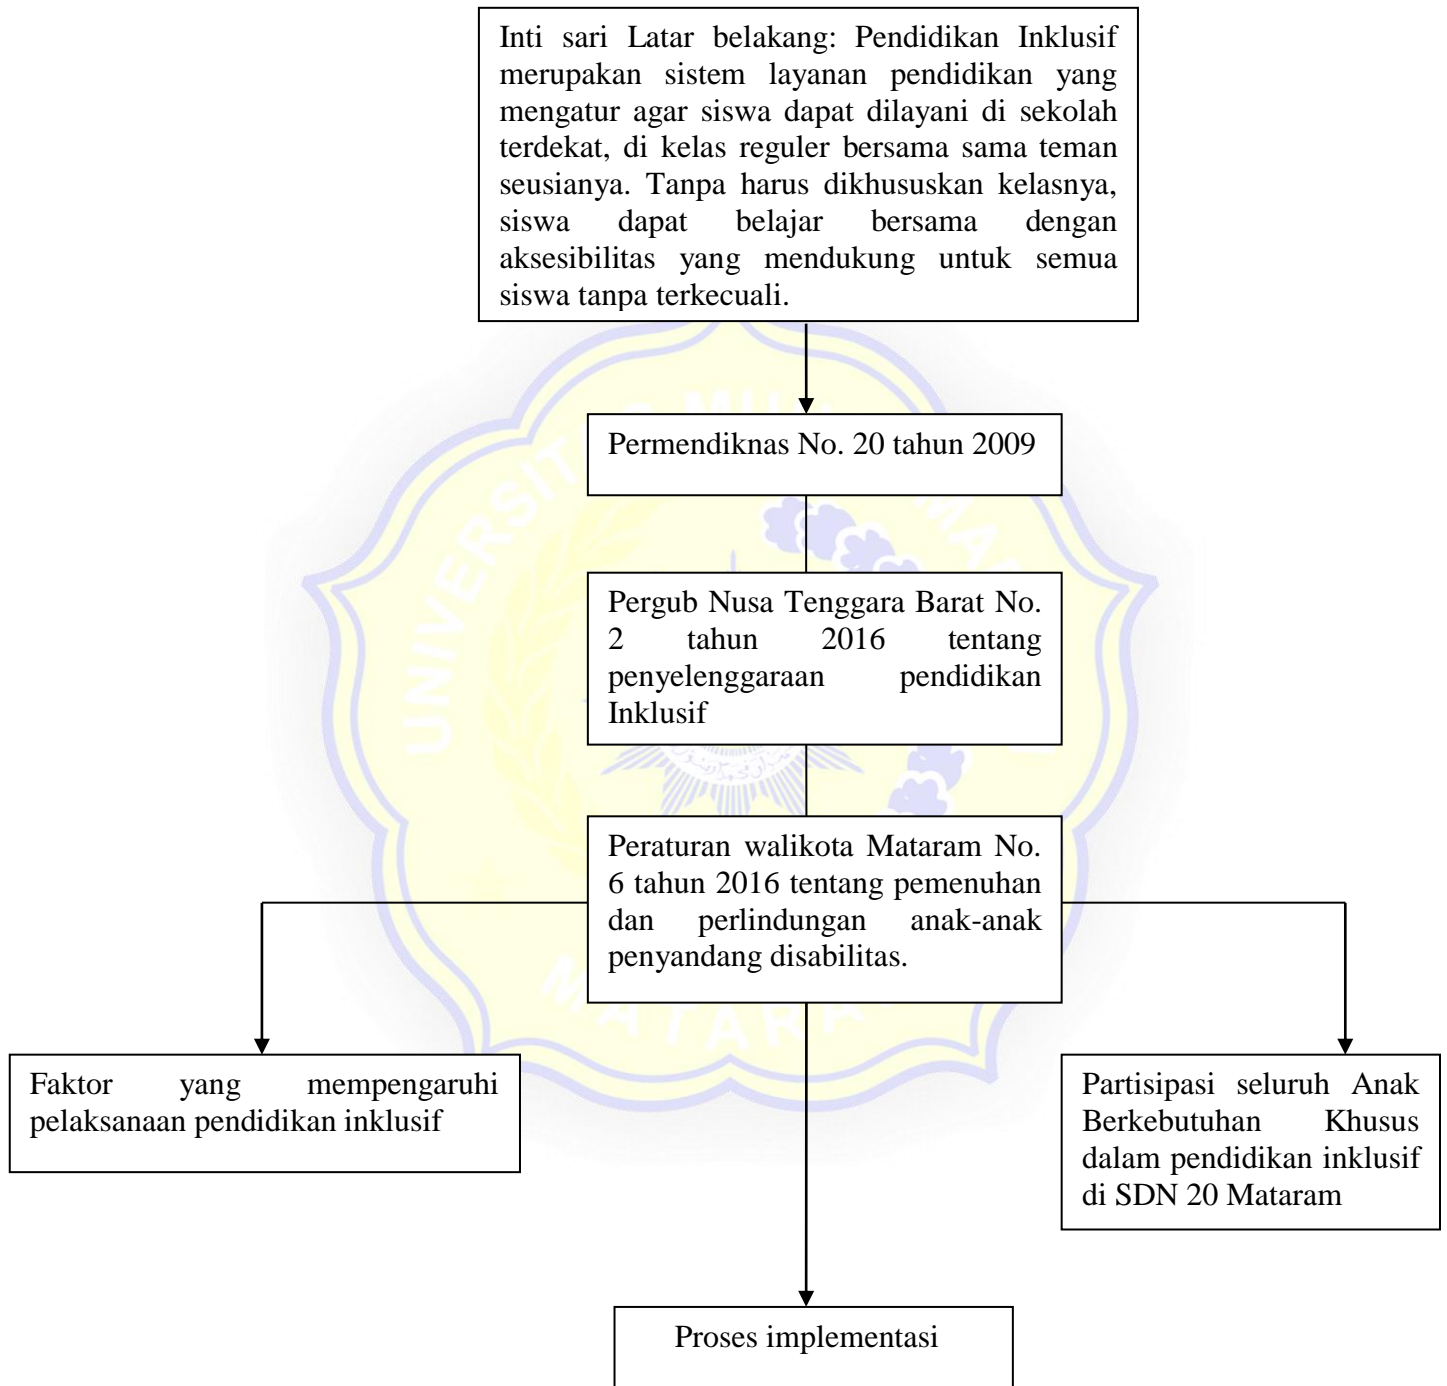 Inti sari Latar belakang: Pendidikan Inklusif
merupakan sistem layanan pendidikan yang
mengatur agar siswa dapat dilayani di sekolah
terdekat, di kelas reguler bersama sama teman
seusianya. Tanpa harus dikhususkan kelasnya,
siswa dapat belajar bersama dengan
aksesibilitas yang mendukung untuk semua
siswa tanpa terkecuali.
Permendiknas No. 20 tahun 2009
Pergub Nusa Tenggara Barat No.
2 tahun 2016 tentang
penyelenggaraan pendidikan
Inklusif
Peraturan walikota Mataram No.
6 tahun 2016 tentang pemenuhan
dan perlindungan anak-anak
penyandang disabilitas.
Faktor yang mempengaruhi
pelaksanaan pendidikan inklusif
Partisipasi seluruh Anak
Berkebutuhan Khusus
dalam pendidikan inklusif
di SDN 20 Mataram
Proses implementasi